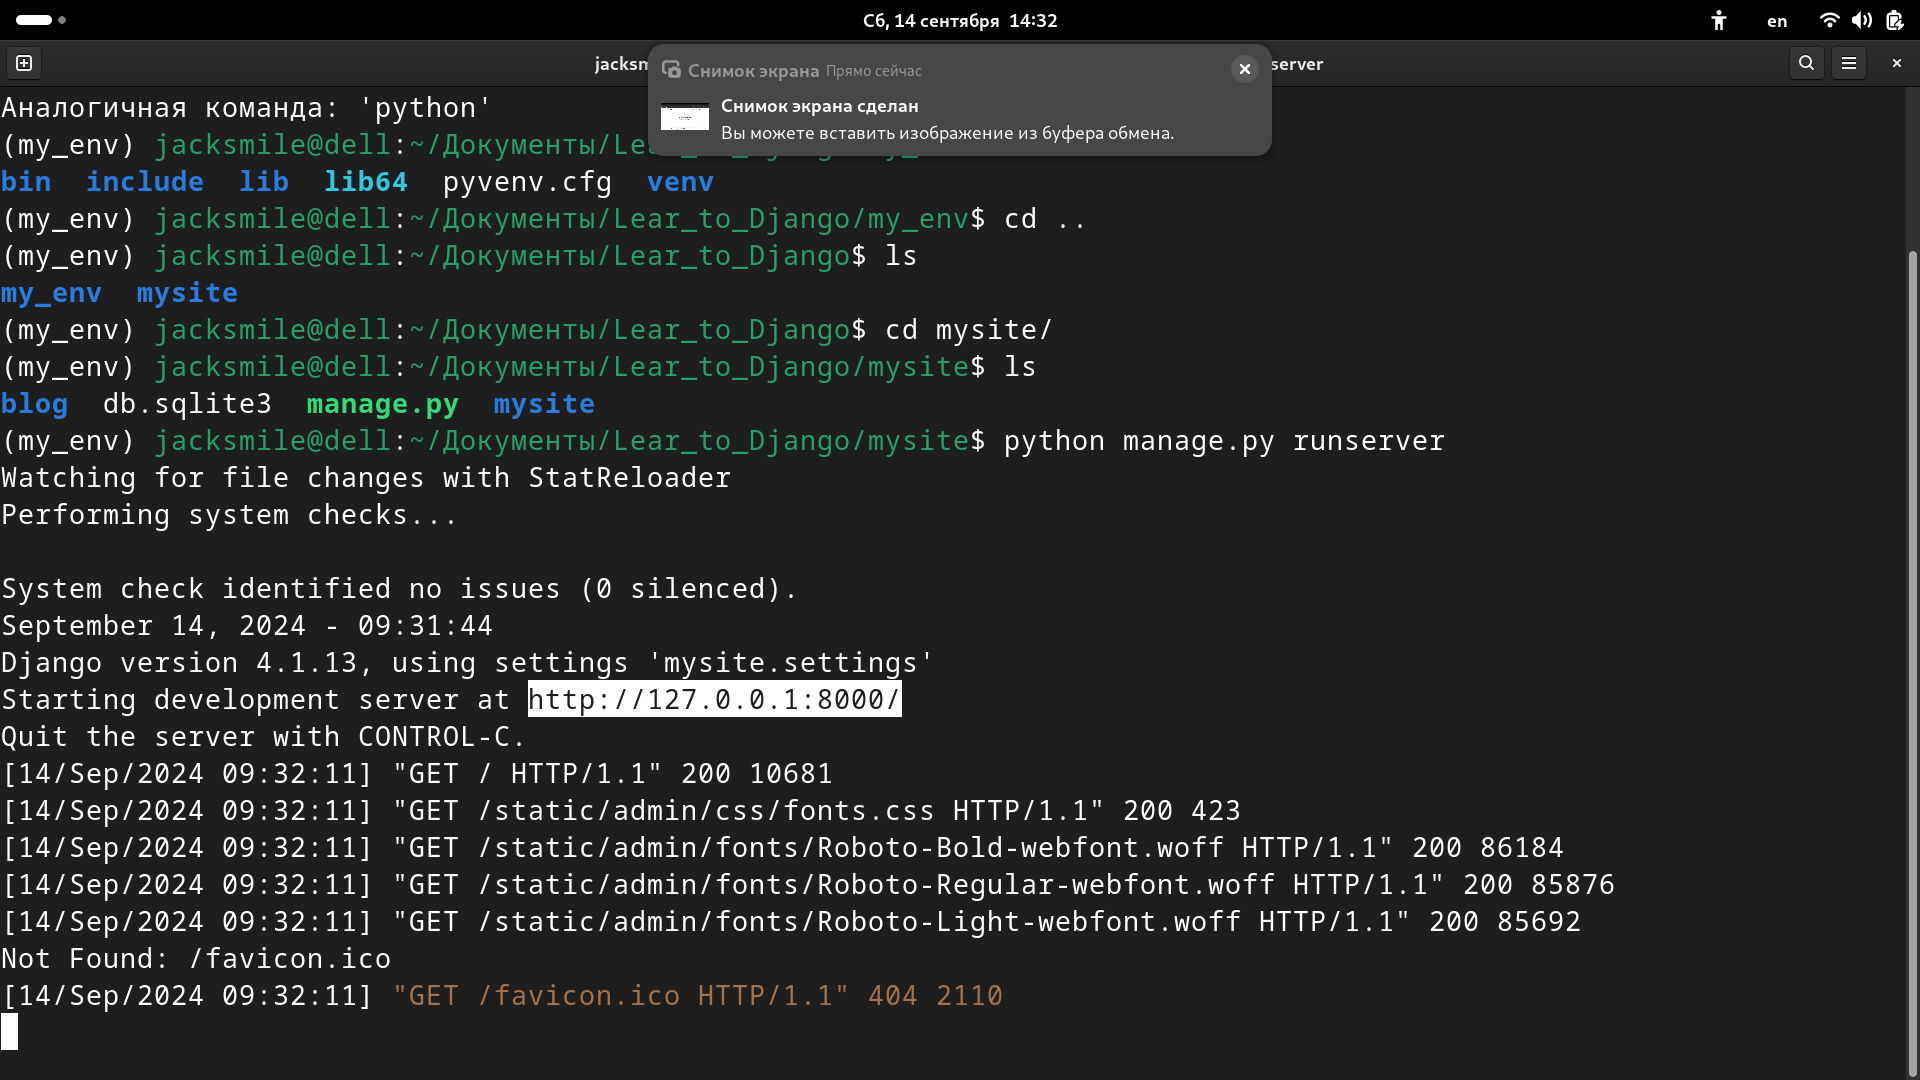 Сб, 14 сентября 14:32
en
jacksm
server
Снимок экрана Прямо сейчас
Снимок экрана сделан
Вы можете вставить изображение из буфера обмена.
Аналогичная команда: 'python'
(my_env) jacksmile@dell:~/Документы/Lea
bin include lib lib64 pyvenv.cfg venv
(my_env) jacksmile@dell:~/Документы/Lear_to_Django/my_env$ cd ..
(my_env) jacksmile@dell:~/Документы/Lear_to_Django$ ls
my_env mysite
(my_env) jacksmile@dell:~/Документы/Lear_to_Django$ cd mysite/
(my_env) jacksmile@dell:~/Документы/Lear_to_Django/mysite$ ls
blog db.sqlite3 manage.py mysite
(my_env) jacksmile@dell:~/Документы/Lear_to_Django/mysite$ python manage.py runserver
Watching for file changes with StatReloader
Performing system checks...
System check identified no issues (0 silenced).
September 14, 2024 - 09:31:44
Django version 4.1.13, using settings 'mysite.settings'
Starting development server at http://127.0.0.1:8000/
Quit the server with CONTROL-C.
[14/Sep/2024 09:32:11] "GET / HTTP/1.1" 200 10681
[14/Sep/2024 09:32:11] "GET /static/admin/css/fonts.css HTTP/1.1" 200 423
[14/Sep/2024 09:32:11] "GET /static/admin/fonts/Roboto-Bold-webfont.woff HTTP/1.1" 200 86184
[14/Sep/2024 09:32:11] "GET /static/admin/fonts/Roboto-Regular-webfont.woff HTTP/1.1" 200 85876
[14/Sep/2024 09:32:11] "GET /static/admin/fonts/Roboto-Light-webfont.woff HTTP/1.1" 200 85692
Not Found: /favicon.ico
[14/Sep/2024 09:32:11] "GET /favicon.ico HTTP/1.1" 404 2110